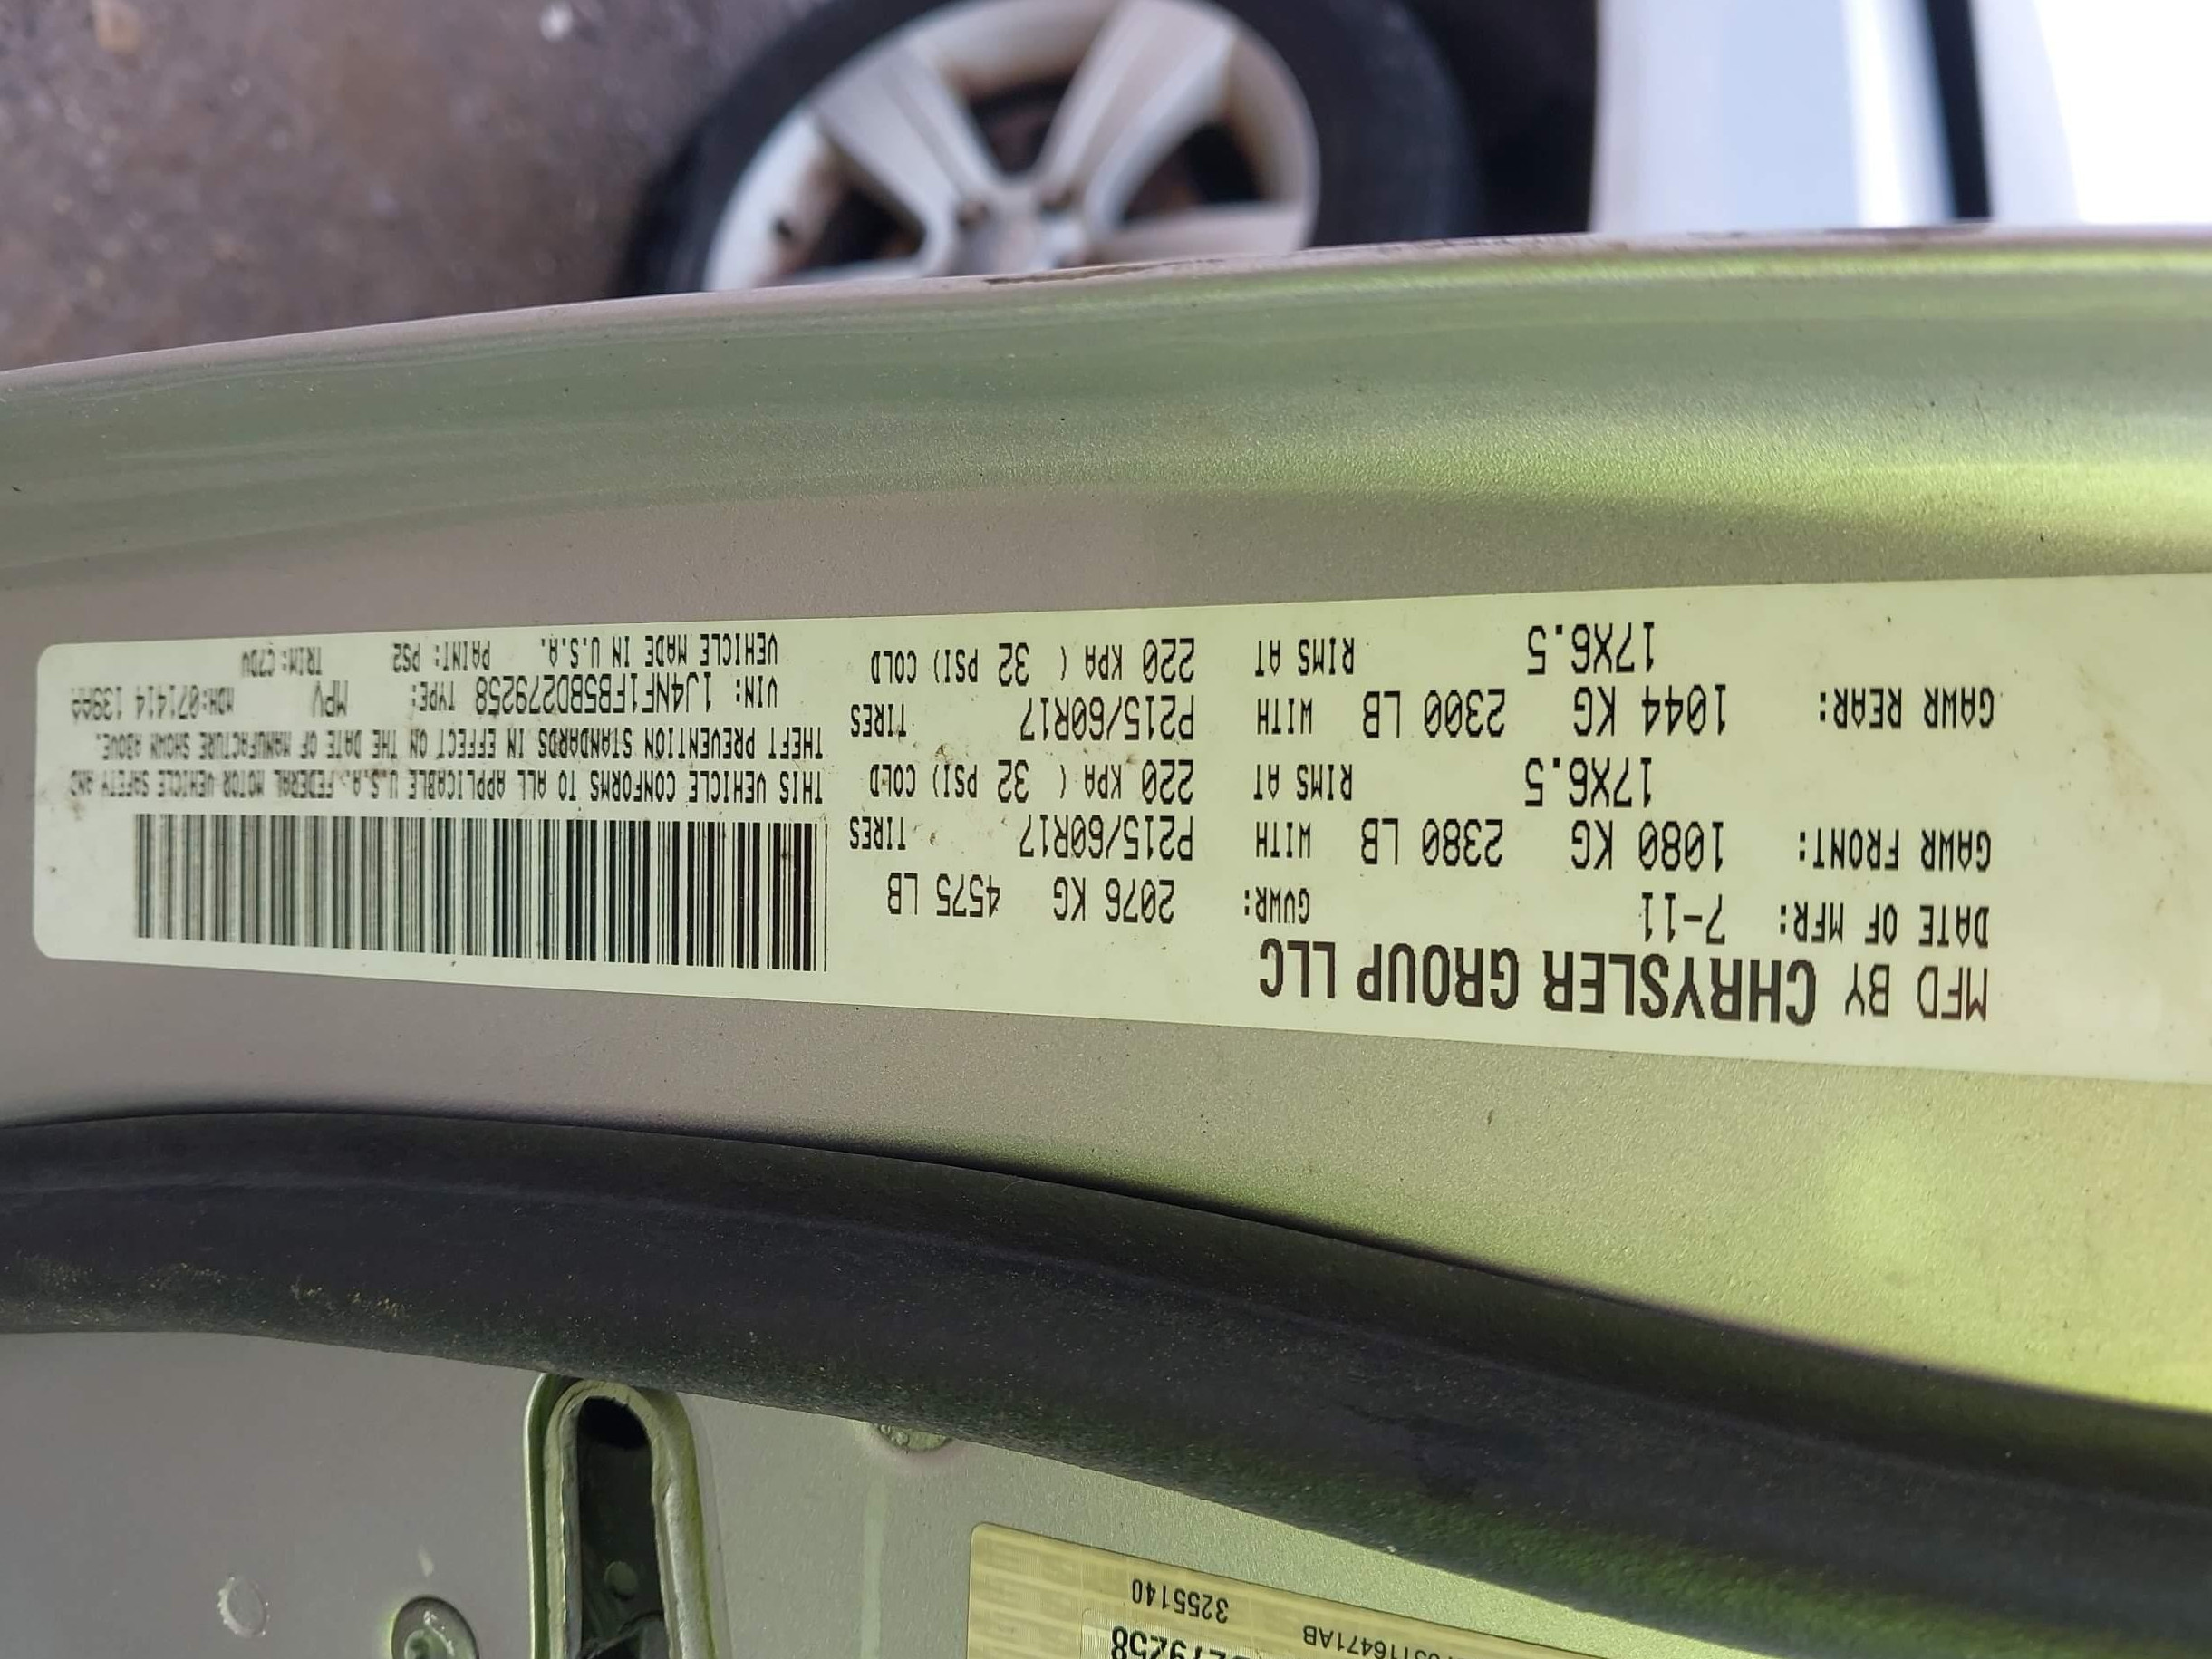 MFD BY CHRYSLER GROUP LLC
DATE OF MFR: 7-11 GVWR: 2076 KG 4575 LB
GAWR FRONT: 1080 KG 2380 LB WITH P215/60R17 TIRES
17X6.5 RIMS AT 220 KPA ( 32 PSI) COLD
GAWR REAR: 1044 KG 2300 LB WITH P215/60R17 TIRES
17X6.5 RIMS AT 220 KPA ( 32 PSI) COLD
THIS VEHICLE CONFORMS TO ALL APPLICABLE U.S.A. FEDERAL MOTOR VEHICLE SAFETY AND
THEFT PREVENTION STANDARDS IN EFFECT ON THE DATE OF MANUFACTURE SHOWN ABOVE.
VIN: 1J4NF1FB5BD279258 TYPE: MPV MDH:071414 139AA
VEHICLE MADE IN U.S.A. PAINT: PS2 TRIM:C7DV
279258
3255140